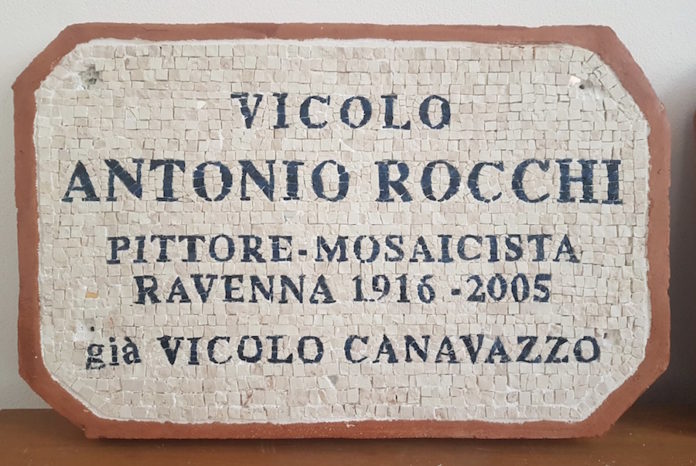 VICOLO
ANTONIO ROCCHI
PITTORE-MOSAICISTA
RAVENNA 1916-2005
già VICOLO CANAVAZZO